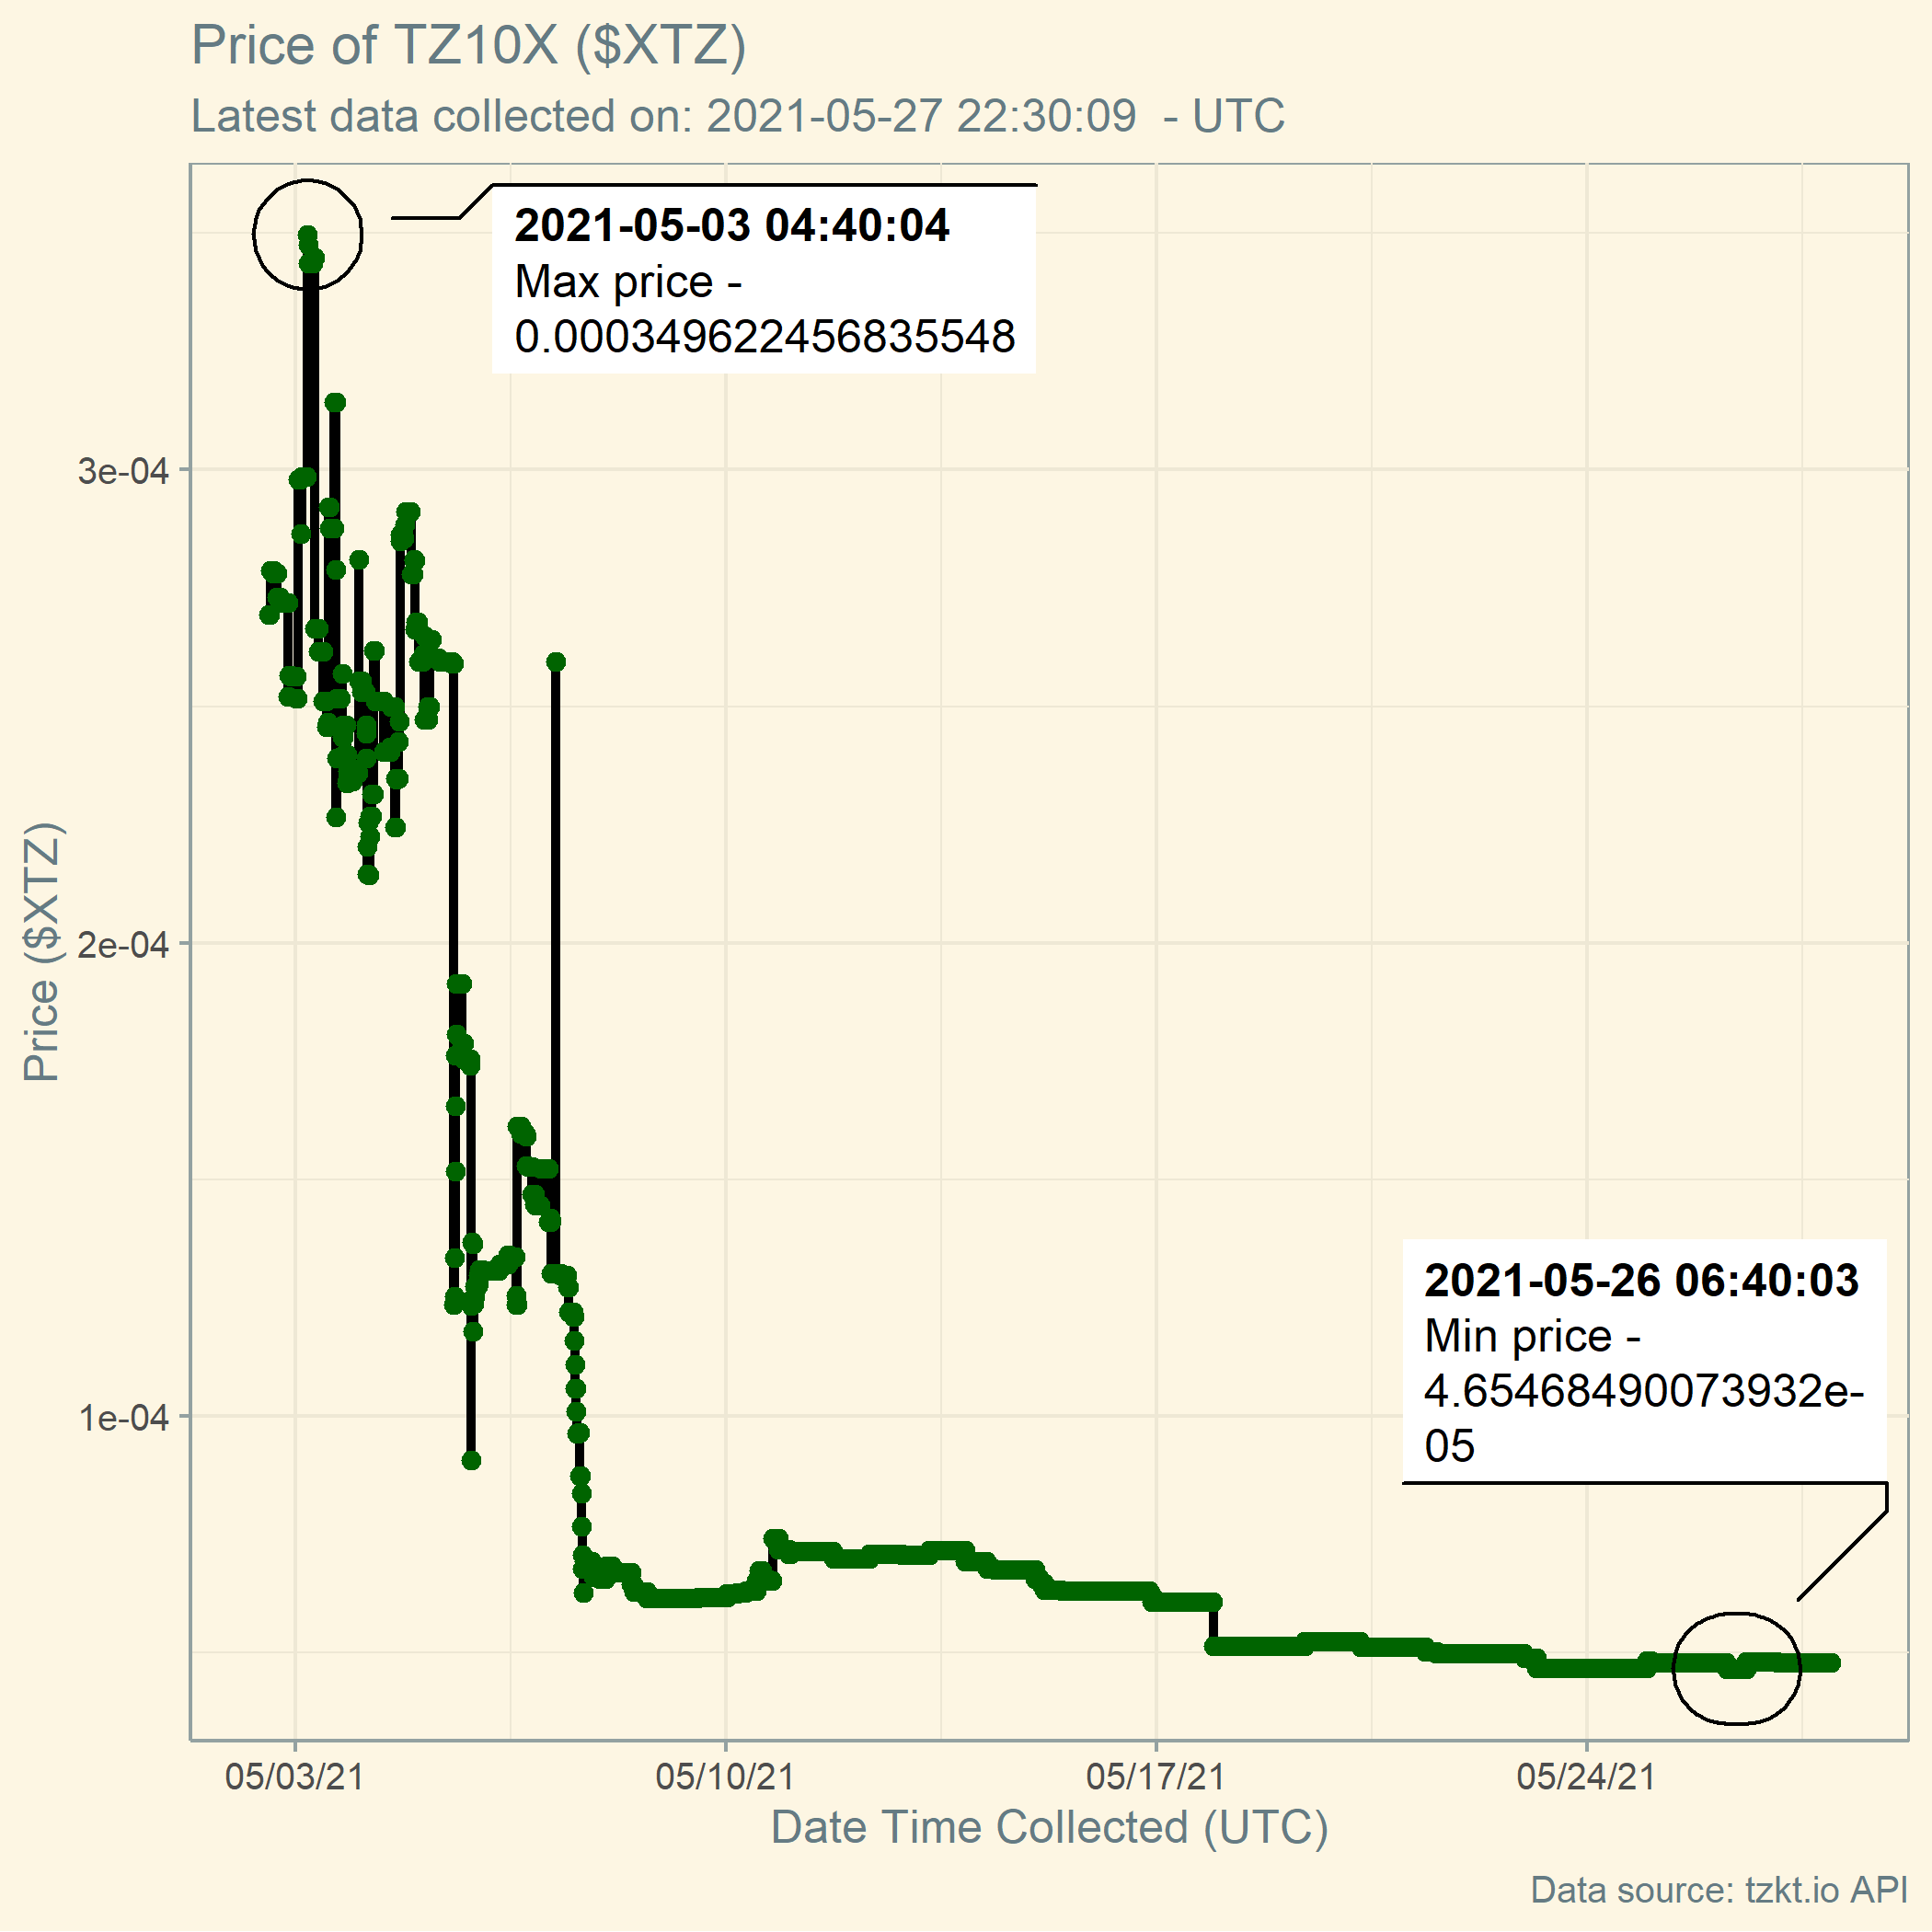 Price of TZ10X ($XTZ)
Latest data collected on: 2021-05-27 22:30:09  - UTC
2021-05-03 04:40:04
Max price -
0.000349622456835548
3e-04
2e-04
1e-04
Price ($XTZ)
2021-05-26 06:40:03
Min price -
4.65468490073932e-
05
05/03/21
05/10/21
05/17/21
05/24/21
Date Time Collected (UTC)
Data source: tzkt.io API